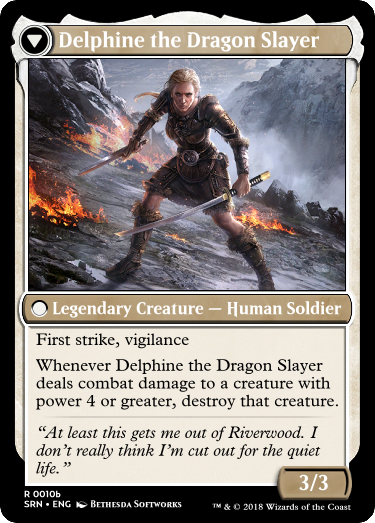 Delphine the Dragon Slayer
Legendary Creature — Human Soldier
First strike, vigilance
Whenever Delphine the Dragon Slayer
deals combat damage to a creature with
power 4 or greater, destroy that creature.
“At least this gets me out of Riverwood. I
don't really think I'm cut out for the quiet
life.”
3/3
R 0010b
SRN • ENG Bethesda Softworks
™ & © 2018 Wizards of the Coast